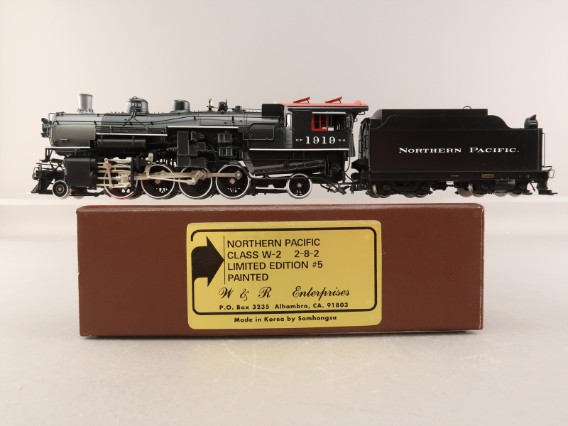 1919
NORTHERN PACIFIC.
NORTHERN PACIFIC
CLASS W-2 2-8-2
LIMITED EDITION #5
PAINTED
W & R Enterprises
P.O. Box 3235 Alhambra, CA. 91803
Made in Korea by Samhongsa